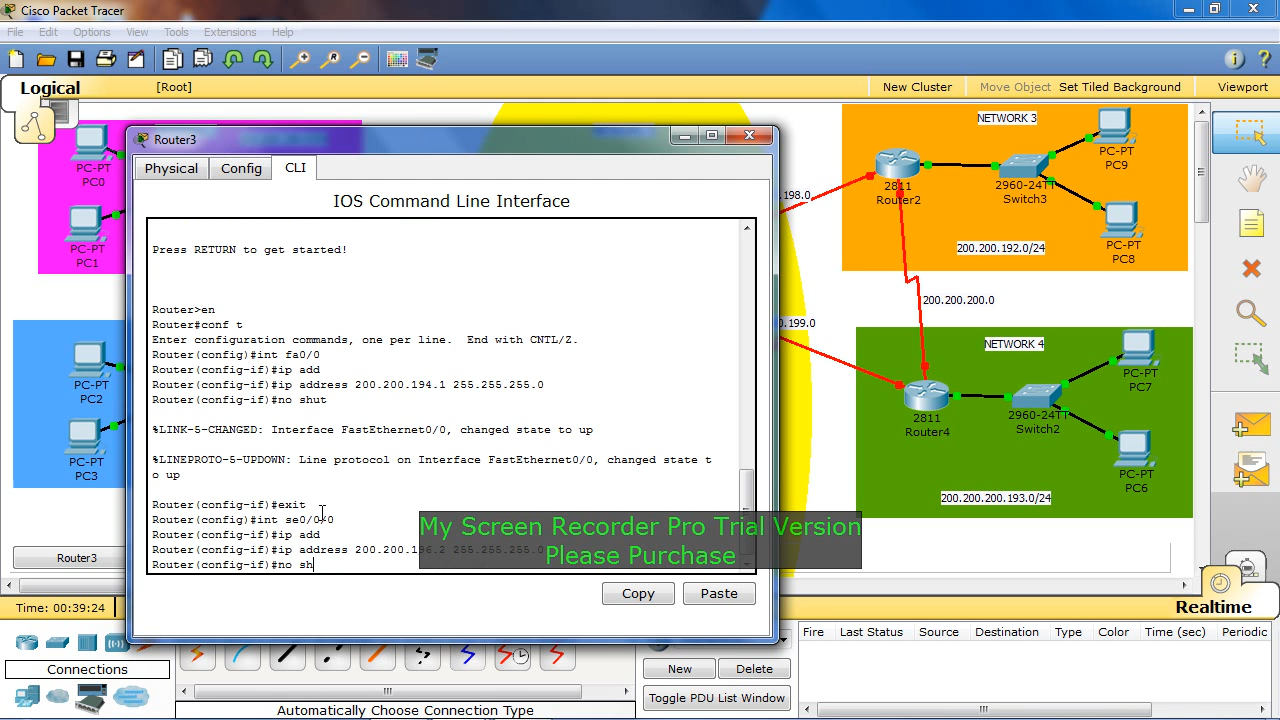 Cisco Packet Tracer
File Edit Options View Tools Extensions Help
Logical [Root] New Cluster Move Object Set Tiled Background Viewport
PC-PT
PC0
PC-PT
PC1
PC-PT
PC2
PC-PT
PC3
Router3
Router3
Physical Config CLI
IOS Command Line Interface
Press RETURN to get started!
Router>en
Router#conf t
Enter configuration commands, one per line. End with CNTL/Z.
Router(config)#int fa0/0
Router(config-if)#ip add
Router(config-if)#ip address 200.200.194.1 255.255.255.0
Router(config-if)#no shut
%LINK-5-CHANGED: Interface FastEthernet0/0, changed state to up
%LINEPROTO-5-UPDOWN: Line protocol on Interface FastEthernet0/0, changed state t
o up
Router(config-if)#exit
Router(config)#int se0/0/0
Router(config-if)#ip add
Router(config-if)#ip address 200.200.196.2 255.255.255.0
Router(config-if)#no sh
Copy Paste
My Screen Recorder Pro Trial Version
Please Purchase
NETWORK 3
PC-PT
PC9
2811
Router2
2960-24TT
Switch3
PC-PT
PC8
200.200.192.0/24
.198.0
200.200.200.0
.199.0
NETWORK 4
PC-PT
PC7
2811
Router4
2960-24TT
Switch2
PC-PT
PC6
200.200.200.193.0/24
Time: 00:39:24
Realtime
Connections
Automatically Choose Connection Type
New Delete
Toggle PDU List Window
Fire Last Status Source Destination Type Color Time (sec) Periodic